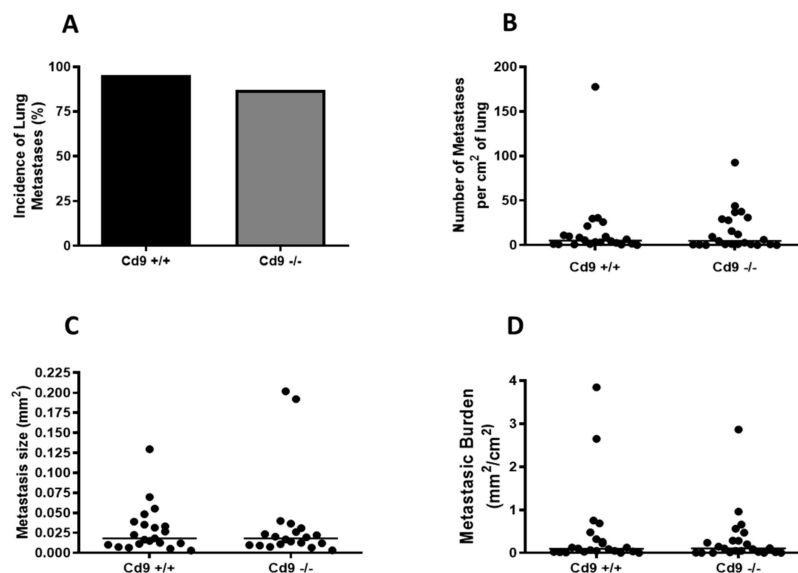 A
Incidence of Lung
Metastases (%)
100
75
50
25
0
Cd9 +/+
Cd9 -/-
B
Number of Metastases
per cm² of lung
200
150
100
50
0
Cd9 +/+
Cd9 -/-
C
Metastasis size (mm²)
0.225
0.200
0.175
0.150
0.125
0.100
0.075
0.050
0.025
0.000
Cd9 +/+
Cd9 -/-
D
Metastasic Burden
(mm²/cm²)
4
3
2
1
0
Cd9 +/+
Cd9 -/-